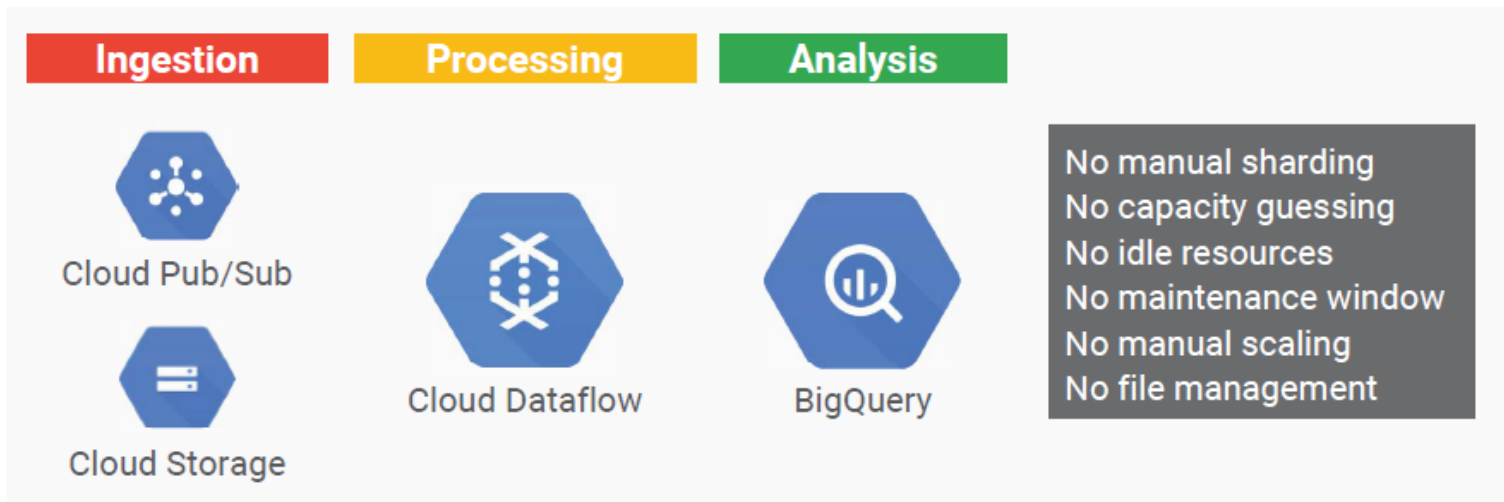 Ingestion
Processing
Analysis
Cloud Pub/Sub
Cloud Storage
Cloud Dataflow
BigQuery
No manual sharding
No capacity guessing
No idle resources
No maintenance window
No manual scaling
No file management